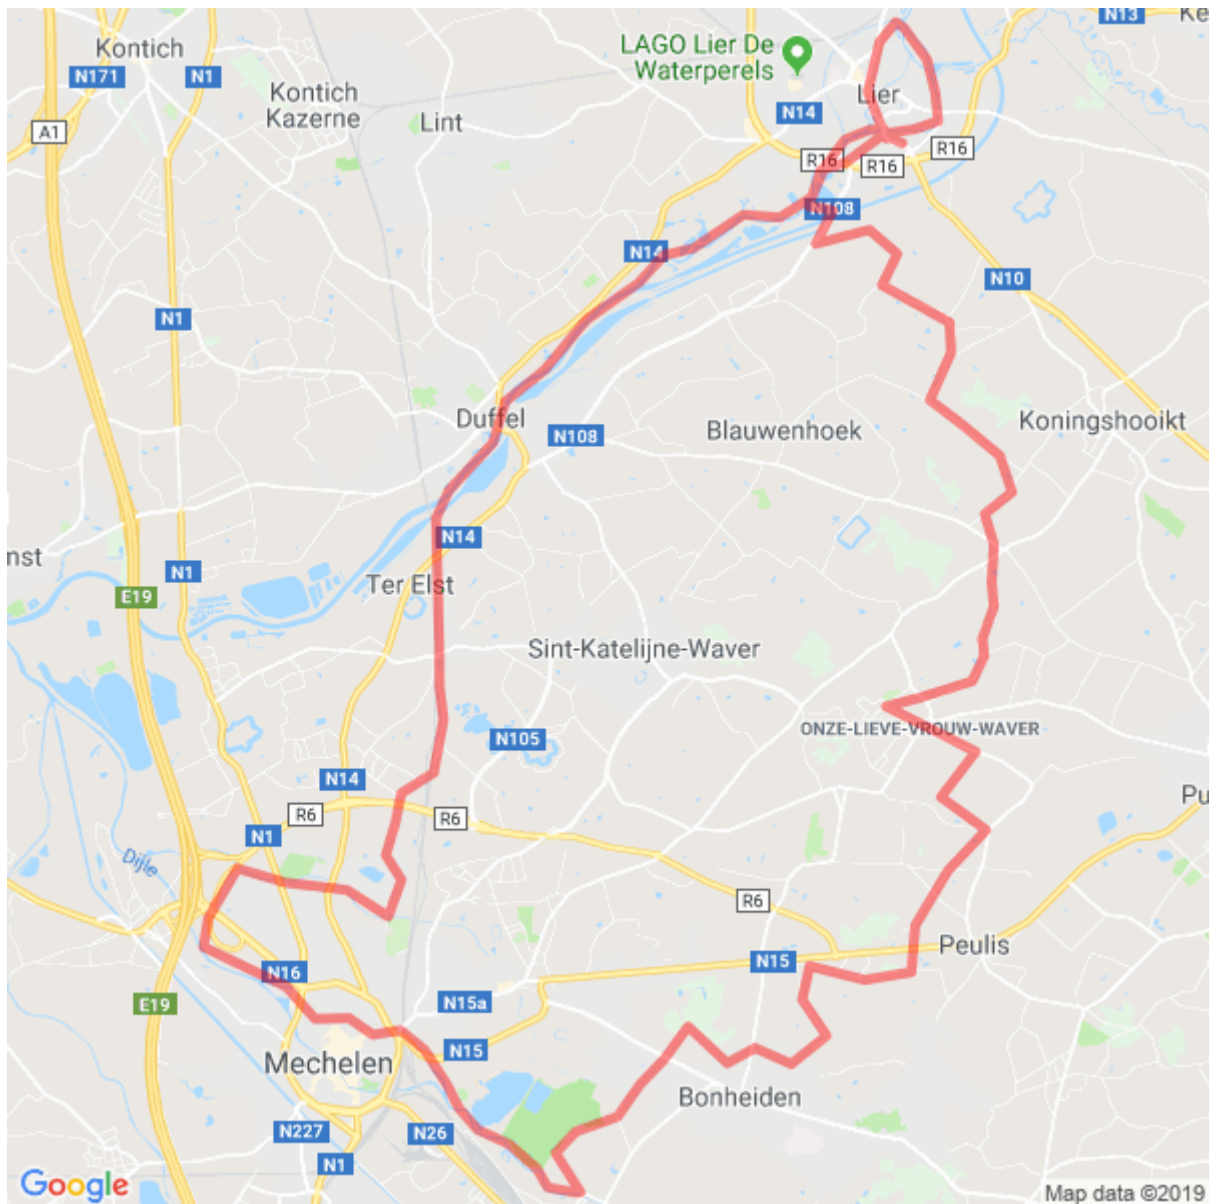 N13
Ke
LAGO Lier De
Waterperels
Kontich
N171
N1
Kontich
Kazerne
Lint
Lier
N14
A1
R16
R16
R16
N108
N14
N10
N1
Duffel
N108
Blauwenhoek
Koningshooikt
N14
nst
N1
Ter Elst
E19
Sint-Katelijne-Waver
ONZE-LIEVE-VROUW-WAVER
N105
N14
R6
R6
N1
Pu
Dijle
R6
Peulis
N15
N16
E19
N15a
N15
Mechelen
Bonheiden
N227
N26
N1
Google
Map data ©2019